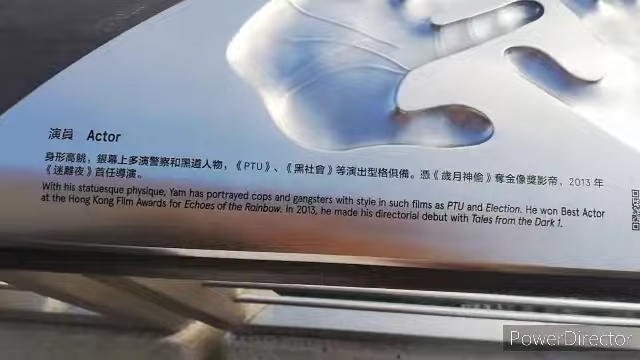 演員 Actor
身形高䠷，銀幕上多演警察和黑道人物，《PTU》、《黑社會》等演出型格俱備。憑《歲月神偷》奪金像獎影帝，2013 年
《迷離夜》首任導演。
With his statuesque physique, Yam has portrayed cops and gangsters with style in such films as PTU and Election. He won Best Actor
at the Hong Kong Film Awards for Echoes of the Rainbow. In 2013, he made his directorial debut with Tales from the Dark 1.
PowerDirector